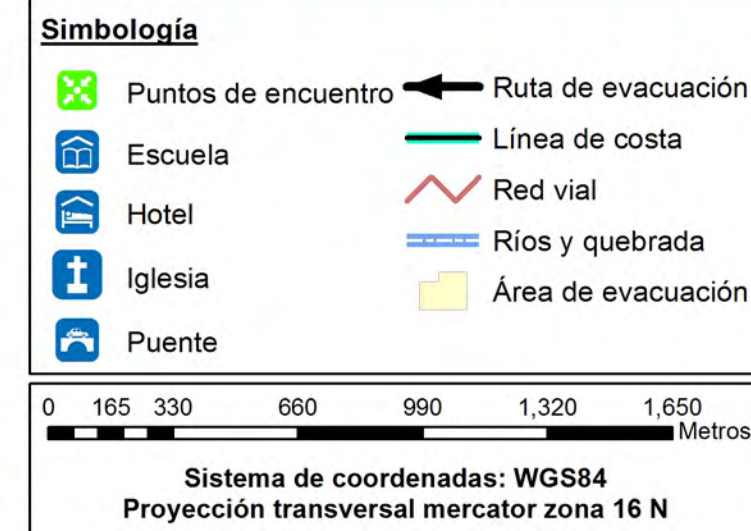 Simbología
Puntos de encuentro
Escuela
Hotel
Iglesia
Puente
Ruta de evacuación
Línea de costa
Red vial
Ríos y quebrada
Área de evacuación
0 165 330 660 990 1,320 1,650
Metros
Sistema de coordenadas: WGS84
Proyección transversal mercator zona 16 N